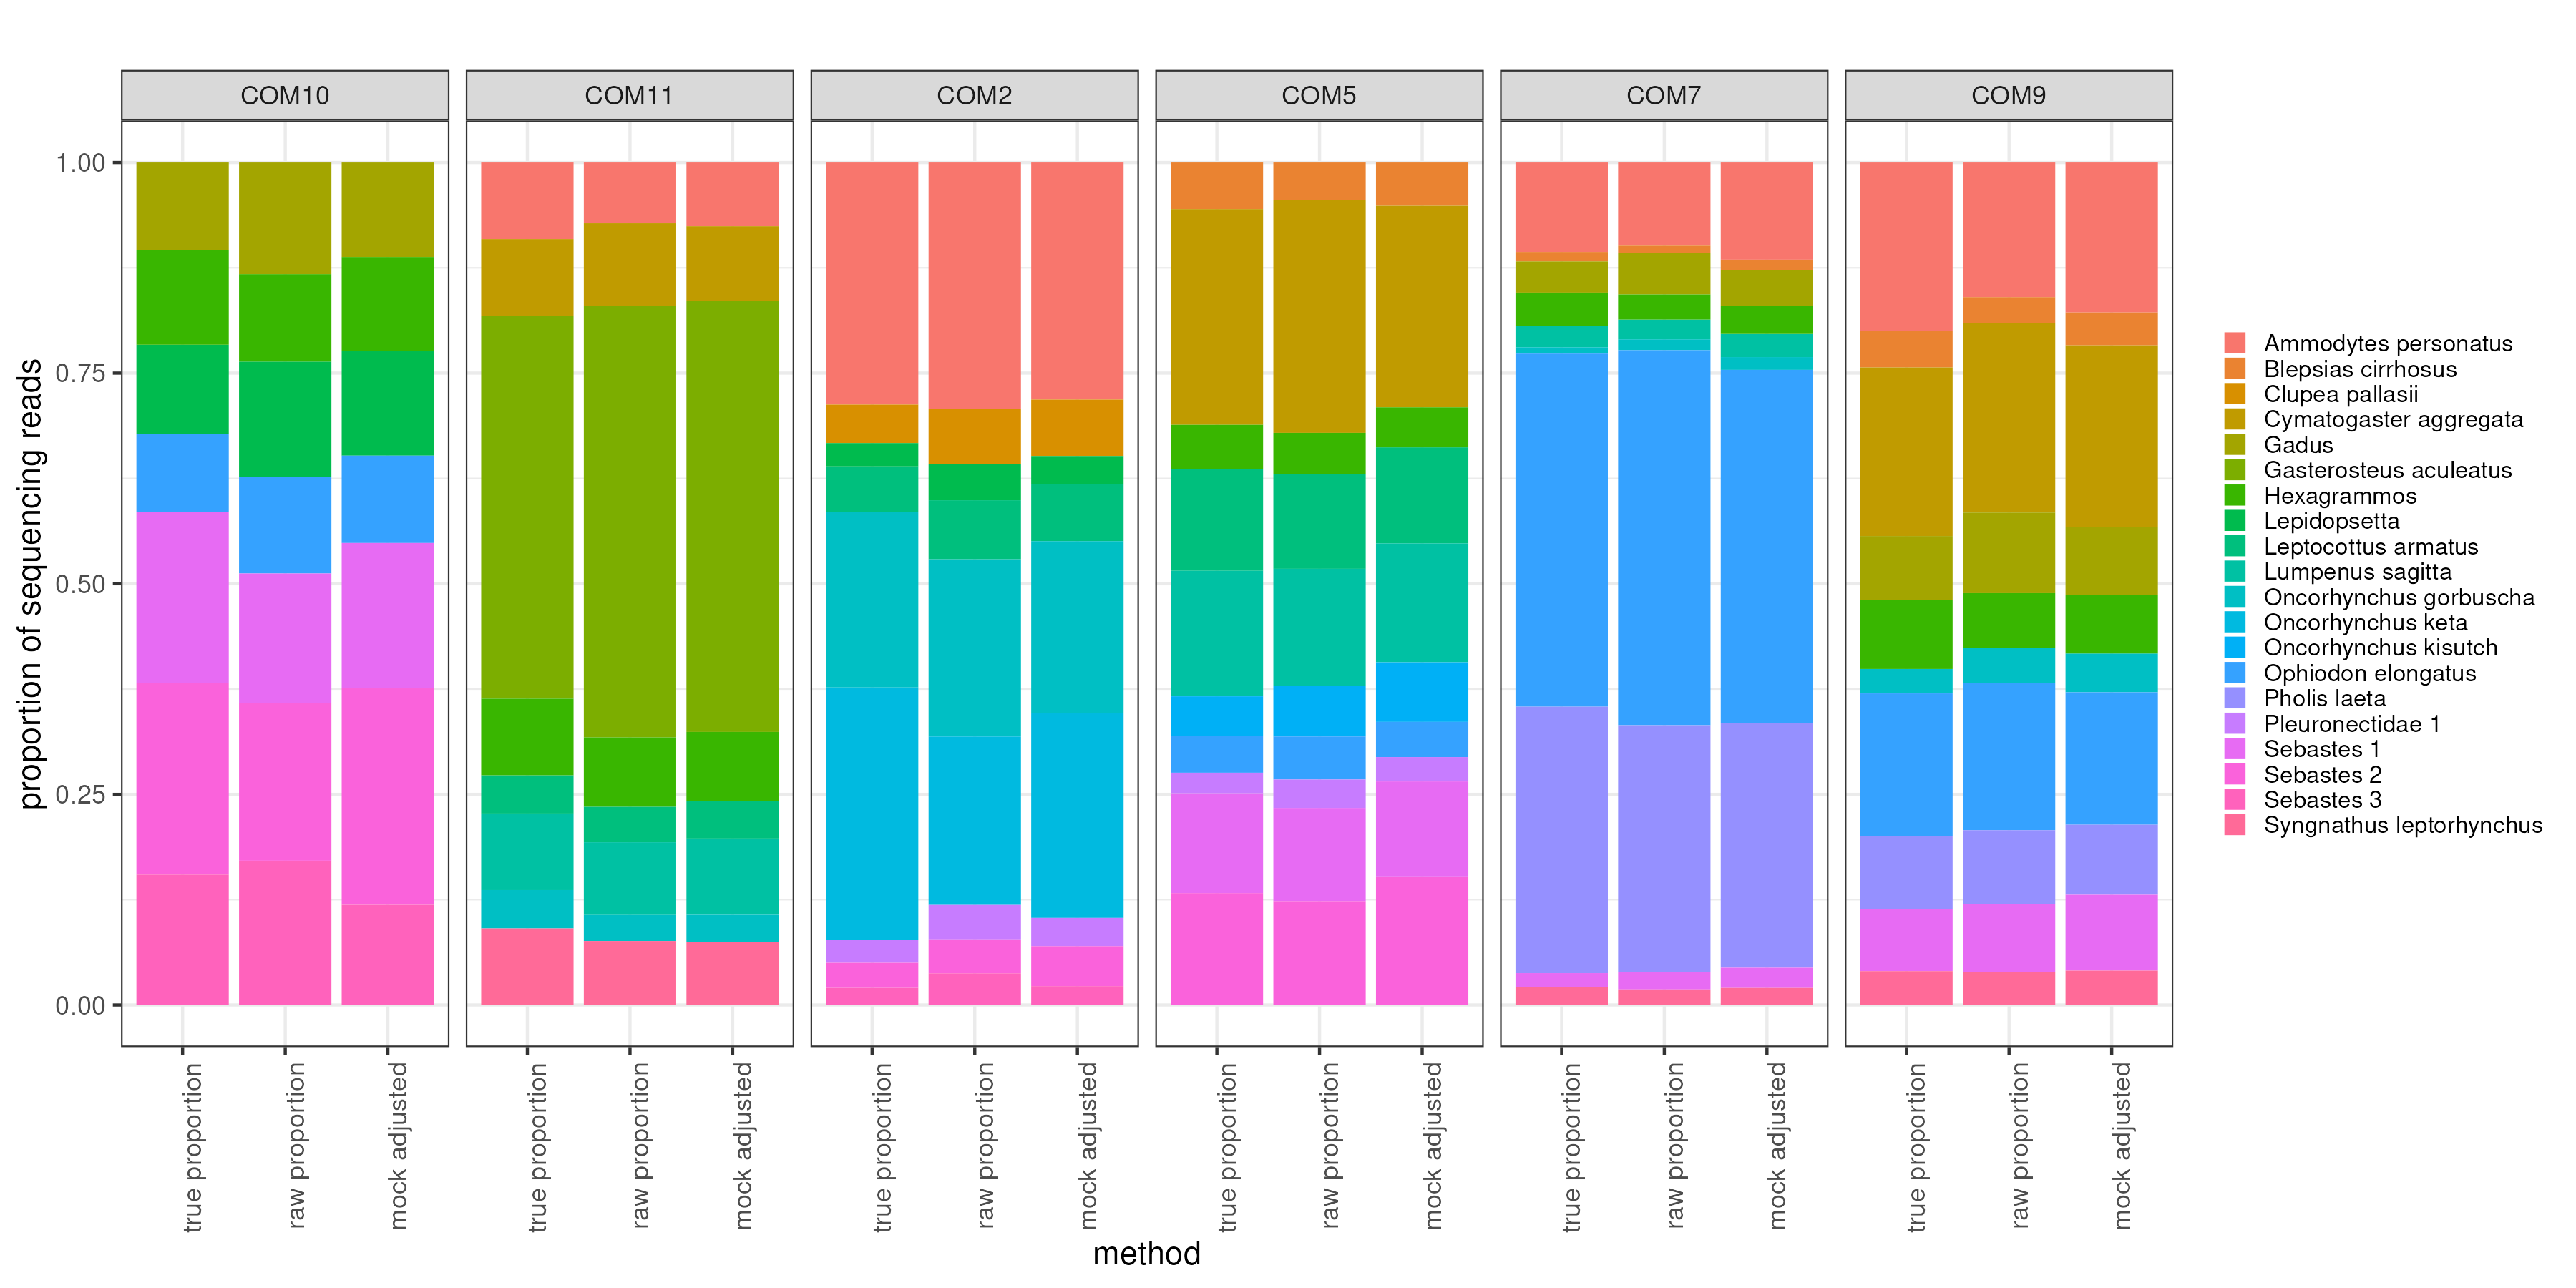 COM10
COM11
COM2
COM5
COM7
COM9
proportion of sequencing reads
1.00
0.75
0.50
0.25
0.00
true proportion
raw proportion
mock adjusted
true proportion
raw proportion
mock adjusted
true proportion
raw proportion
mock adjusted
true proportion
raw proportion
mock adjusted
true proportion
raw proportion
mock adjusted
true proportion
raw proportion
mock adjusted
method
Ammodytes personatus
Blepsias cirrhosus
Clupea pallasii
Cymatogaster aggregata
Gadus
Gasterosteus aculeatus
Hexagrammos
Lepidopsetta
Leptocottus armatus
Lumpenus sagitta
Oncorhynchus gorbuscha
Oncorhynchus keta
Oncorhynchus kisutch
Ophiodon elongatus
Pholis laeta
Pleuronectidae 1
Sebastes 1
Sebastes 2
Sebastes 3
Syngnathus leptorhynchus